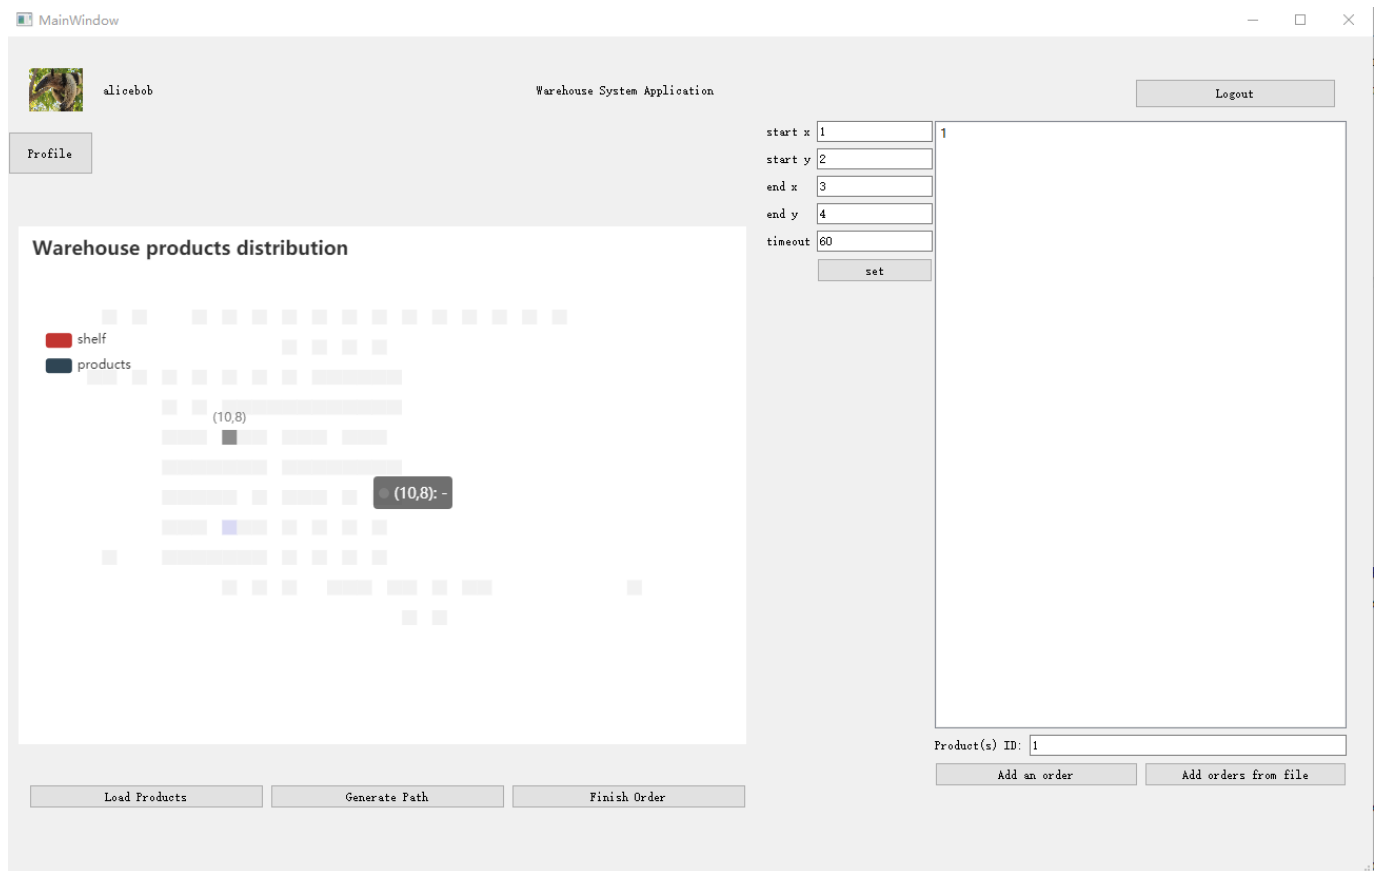 MainWindow
alicebob
Warehouse System Application
Logout
Profile
start x 1
start y 2
end x 3
end y 4
timeout 60
set
1
Warehouse products distribution
shelf
products
(10,8)
(10,8): -
Product(s) ID: 1
Add an order
Add orders from file
Load Products
Generate Path
Finish Order